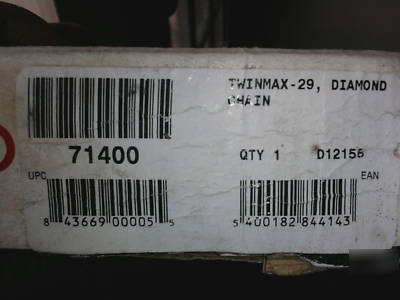 TWINMAX-29, DIAMOND
CHAIN
71400
QTY 1 D12156
UPC
EAN
8 43669 00005 5
5 400182 844143